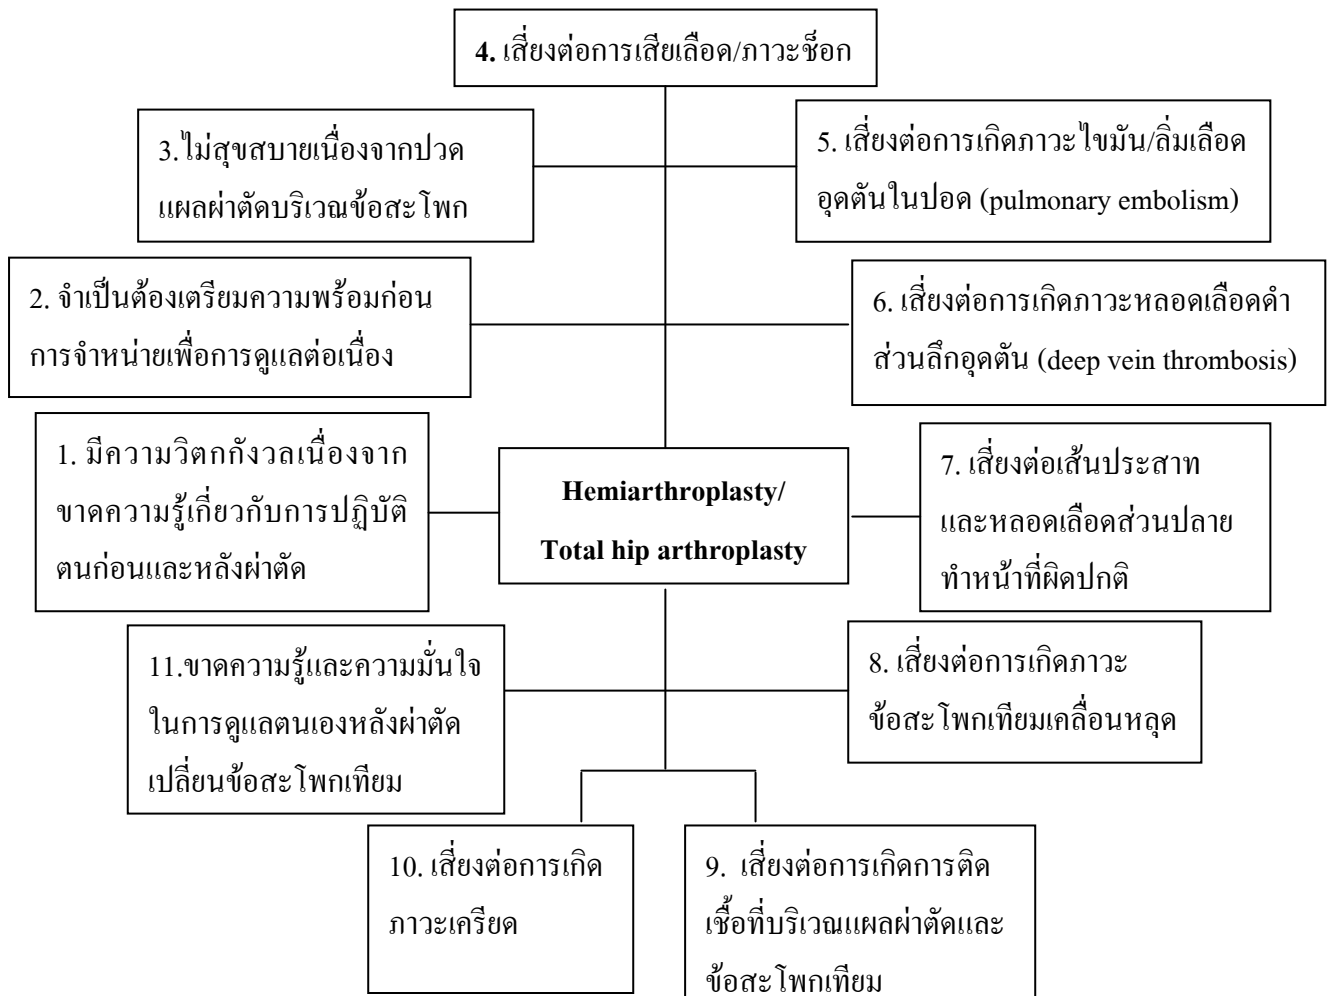 4. เสี่ยงต่อการเสียเลือด/ภาวะช็อก
3.ไม่สุขสบายเนื่องจากปวด
แผลผ่าตัดบริเวณข้อสะโพก
5. เสี่ยงต่อการเกิดภาวะไขมัน/ลิ่มเลือด
อุดตันในปอด (pulmonary embolism)
2. จำเป็นต้องเตรียมความพร้อมก่อน
การจำหน่ายเพื่อการดูแลต่อเนื่อง
6. เสี่ยงต่อการเกิดภาวะหลอดเลือดดำ
ส่วนลึกอุดตัน (deep vein thrombosis)
1. มีความวิตกกังวลเนื่องจาก
ขาดความรู้เกี่ยวกับการปฏิบัติ
ตนก่อนและหลังผ่าตัด
Hemiarthroplasty/
Total hip arthroplasty
7. เสี่ยงต่อเส้นประสาท
และหลอดเลือดส่วนปลาย
ทำหน้าที่ผิดปกติ
11.ขาดความรู้และความมั่นใจ
ในการดูแลตนเองหลังผ่าตัด
เปลี่ยนข้อสะโพกเทียม
8. เสี่ยงต่อการเกิดภาวะ
ข้อสะโพกเทียมเคลื่อนหลุด
10. เสี่ยงต่อการเกิด
ภาวะเครียด
9. เสี่ยงต่อการเกิดการติด
เชื้อที่บริเวณแผลผ่าตัดและ
ข้อสะโพกเทียม